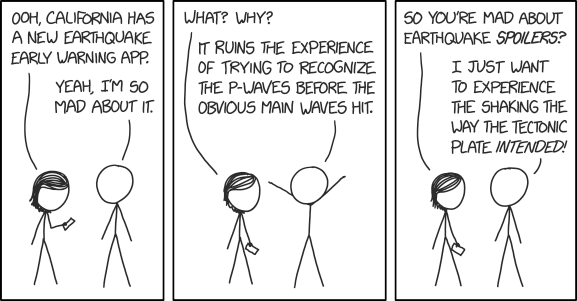 OOH, CALIFORNIA HAS
A NEW EARTHQUAKE
EARLY WARNING APP.
YEAH, I'M SO
MAD ABOUT IT.
WHAT? WHY?
IT RUINS THE EXPERIENCE
OF TRYING TO RECOGNIZE
THE P-WAVES BEFORE THE
OBVIOUS MAIN WAVES HIT.
SO YOU'RE MAD ABOUT
EARTHQUAKE SPOILERS?
I JUST WANT
TO EXPERIENCE
THE SHAKING THE
WAY THE TECTONIC
PLATE INTENDED!